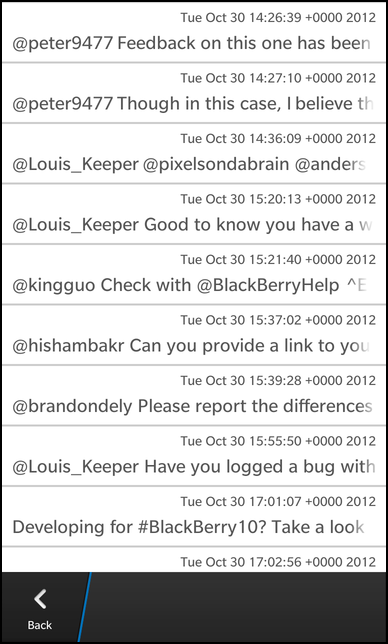 Tue Oct 30 14:26:39 +0000 2012
@peter9477 Feedback on this one has been
Tue Oct 30 14:27:10 +0000 2012
@peter9477 Though in this case, I believe th
Tue Oct 30 14:36:09 +0000 2012
@Louis_Keeper @pixelsondabrain @anders
Tue Oct 30 15:20:13 +0000 2012
@Louis_Keeper Good to know you have a w
Tue Oct 30 15:21:40 +0000 2012
@kingguo Check with @BlackBerryHelp ^E
Tue Oct 30 15:37:02 +0000 2012
@hishambakr Can you provide a link to you
Tue Oct 30 15:39:28 +0000 2012
@brandondely Please report the differences
Tue Oct 30 15:55:50 +0000 2012
@Louis_Keeper Have you logged a bug with
Tue Oct 30 17:01:07 +0000 2012
Developing for #BlackBerry10? Take a look
Tue Oct 30 17:02:56 +0000 2012
Back